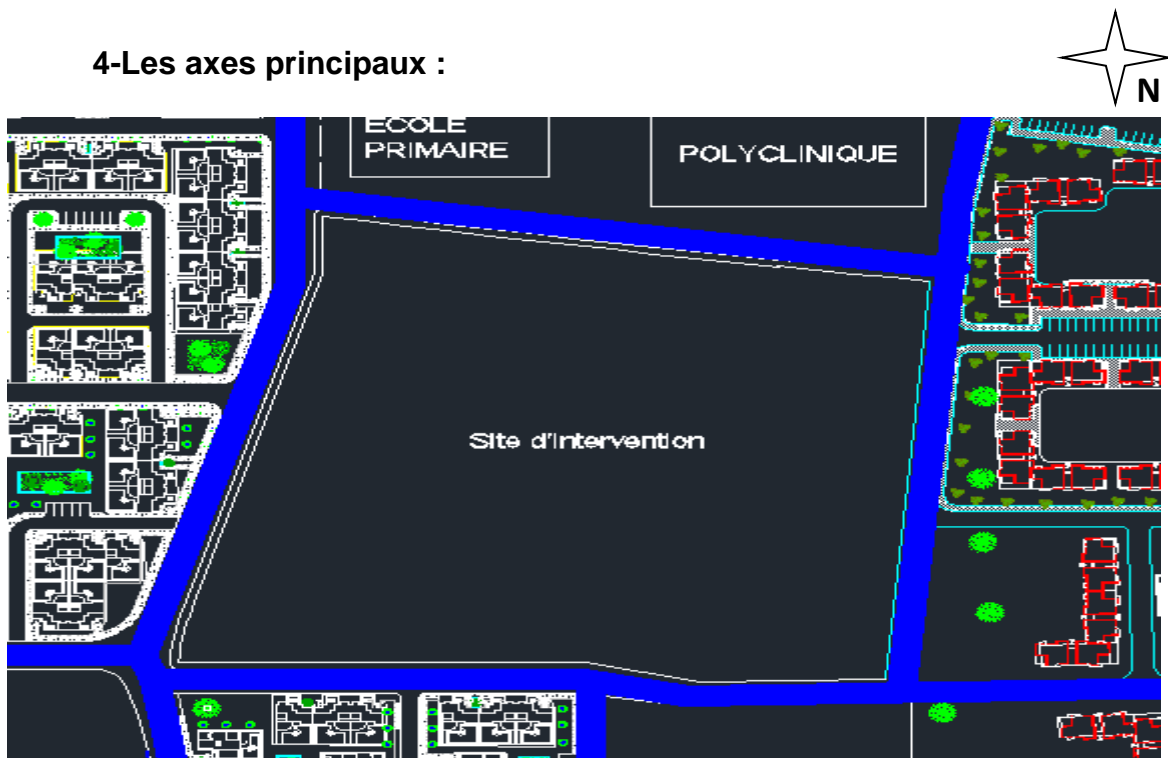 4-Les axes principaux :
N
ECOLE
PRIMAIRE
POLYCLINIQUE
Site d'intervention